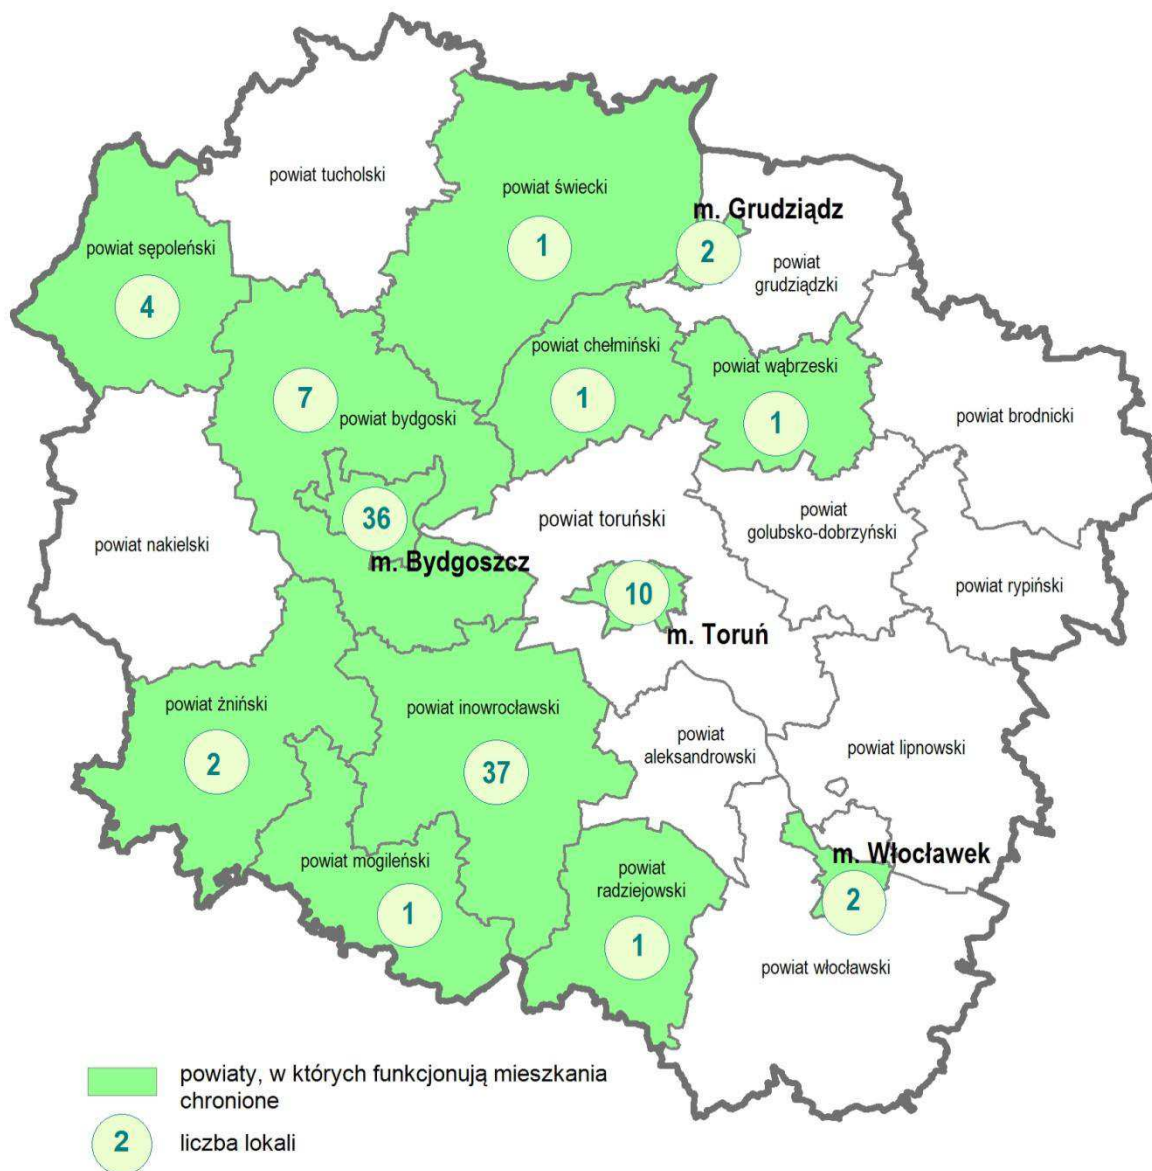 powiat tucholski
powiat świecki
m. Grudziądz
2
powiat
grudziądzki
powiat sępoleński
4
1
powiat chełmiński
1
powiat wąbrzeski
1
powiat brodnicki
7
powiat bydgoski
36
m. Bydgoszcz
powiat nakielski
powiat toruński
powiat
golubsko-dobrzyński
powiat rypiński
10
m. Toruń
powiat żniński
2
powiat inowrocławski
37
powiat
aleksandrowski
powiat lipnowski
m. Włocławek
2
powiat mogileński
1
powiat
radziejowski
1
powiat włocławski
powiaty, w których funkcjonują mieszkania
chronione
2
liczba lokali